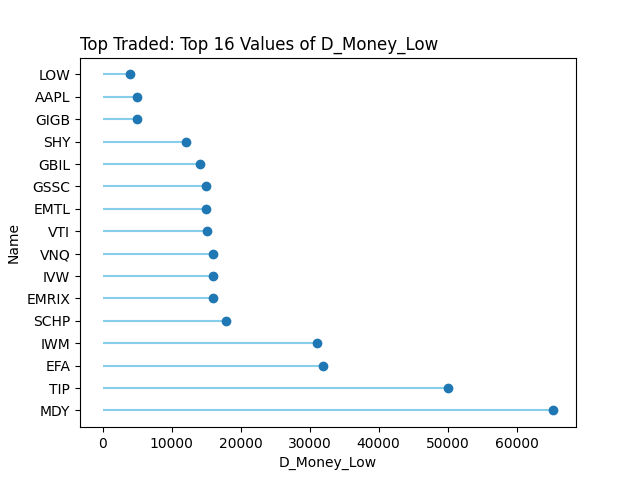 Top Traded: Top 16 Values of D_Money_Low
LOW
AAPL
GIGB
SHY
GBIL
GSSC
EMTL
VTI
VNQ
IVW
EMRIX
SCHP
IWM
EFA
TIP
MDY
Name
0 10000 20000 30000 40000 50000 60000
D_Money_Low